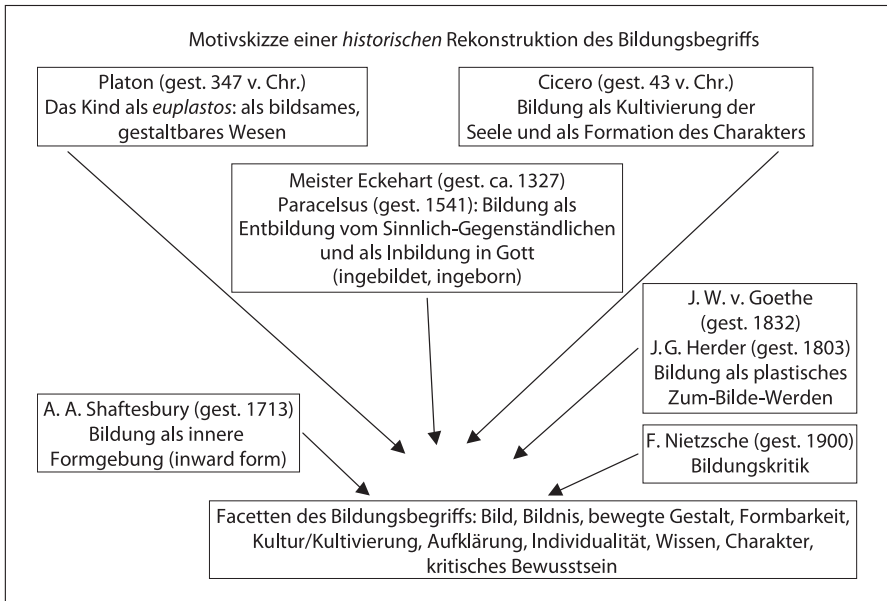 Motivskizze einer historischen Rekonstruktion des Bildungsbegriffs
Platon (gest. 347 v. Chr.)
Das Kind als euplastos: als bildsames,
gestaltbares Wesen
Cicero (gest. 43 v. Chr.)
Bildung als Kultivierung der
Seele und als Formation des Charakters
Meister Eckehart (gest. ca. 1327)
Paracelsus (gest. 1541): Bildung als
Entbildung vom Sinnlich-Gegenständlichen
und als Inbildung in Gott
(ingebildet, ingeborn)
J. W. v. Goethe
(gest. 1832)
J. G. Herder (gest. 1803)
Bildung als plastisches
Zum-Bilde-Werden
A. A. Shaftesbury (gest. 1713)
Bildung als innere
Formgebung (inward form)
F. Nietzsche (gest. 1900)
Bildungskritik
Facetten des Bildungsbegriffs: Bild, Bildnis, bewegte Gestalt, Formbarkeit,
Kultur/Kultivierung, Aufklärung, Individualität, Wissen, Charakter,
kritisches Bewusstsein